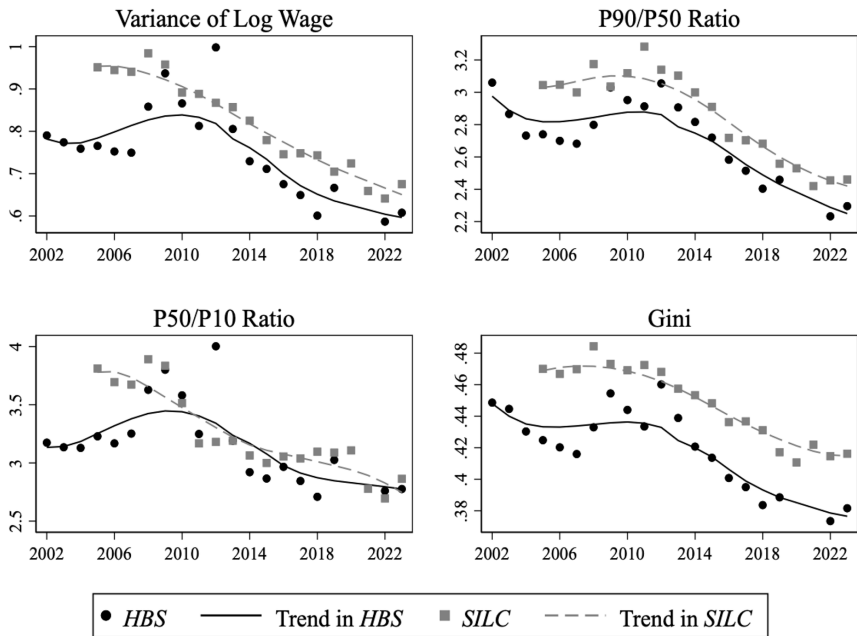 Variance of Log Wage
1
.9
.8
.7
.6
2002 2006 2010 2014 2018 2022
P90/P50 Ratio
3.2
3
2.8
2.6
2.4
2.2
2002 2006 2010 2014 2018 2022
P50/P10 Ratio
4
3.5
3
2.5
2002 2006 2010 2014 2018 2022
Gini
.48
.46
.44
.42
.4
.38
2002 2006 2010 2014 2018 2022
HBS Trend in HBS SILC Trend in SILC